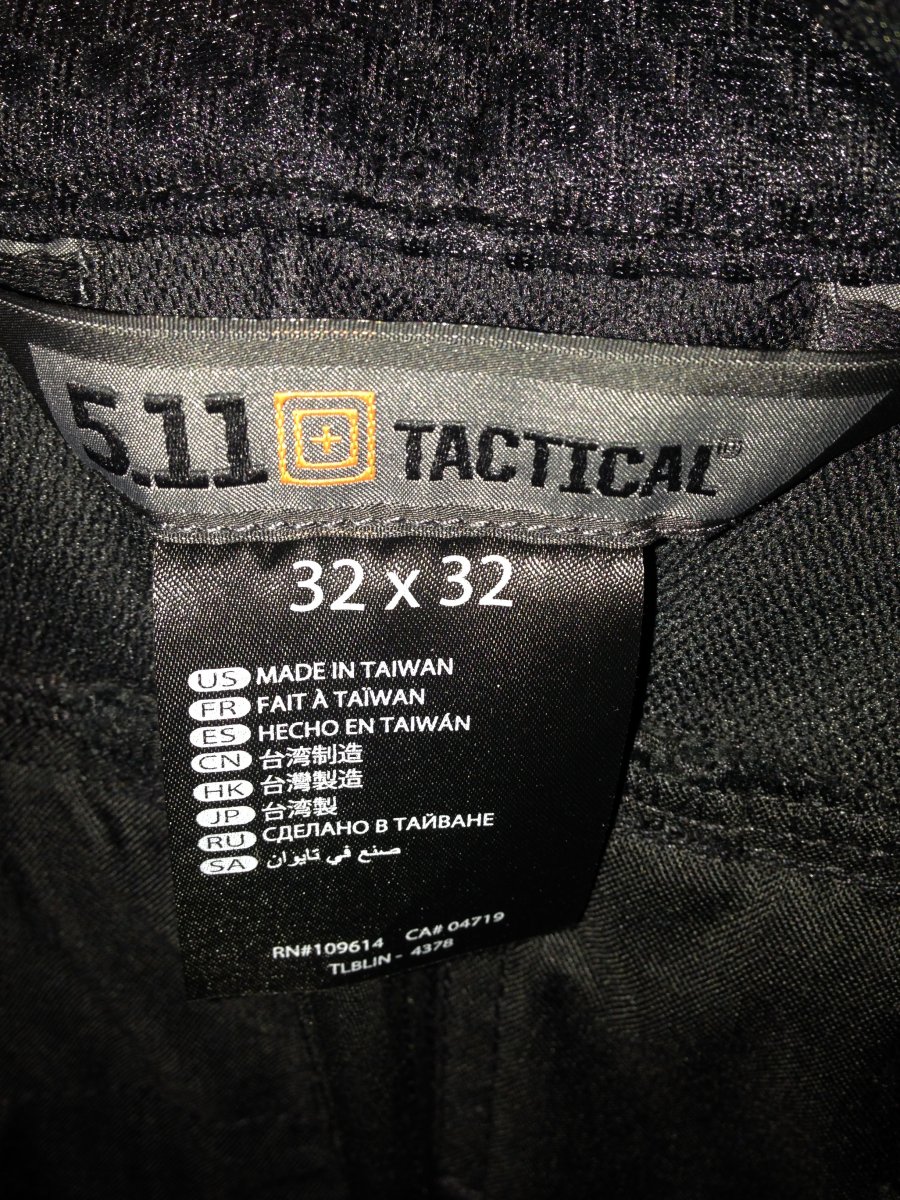 5.11 TACTICAL
32 x 32
US MADE IN TAIWAN
FR FAIT À TAÏWAN
ES HECHO EN TAIWÁN
CN 台湾制造
HK 台灣製造
JP 台湾製
RU СДЕЛАНО В ТАЙВАНЕ
SA صنع في تايوان
RN#109614 CA# 04719
TLBLIN - 4378